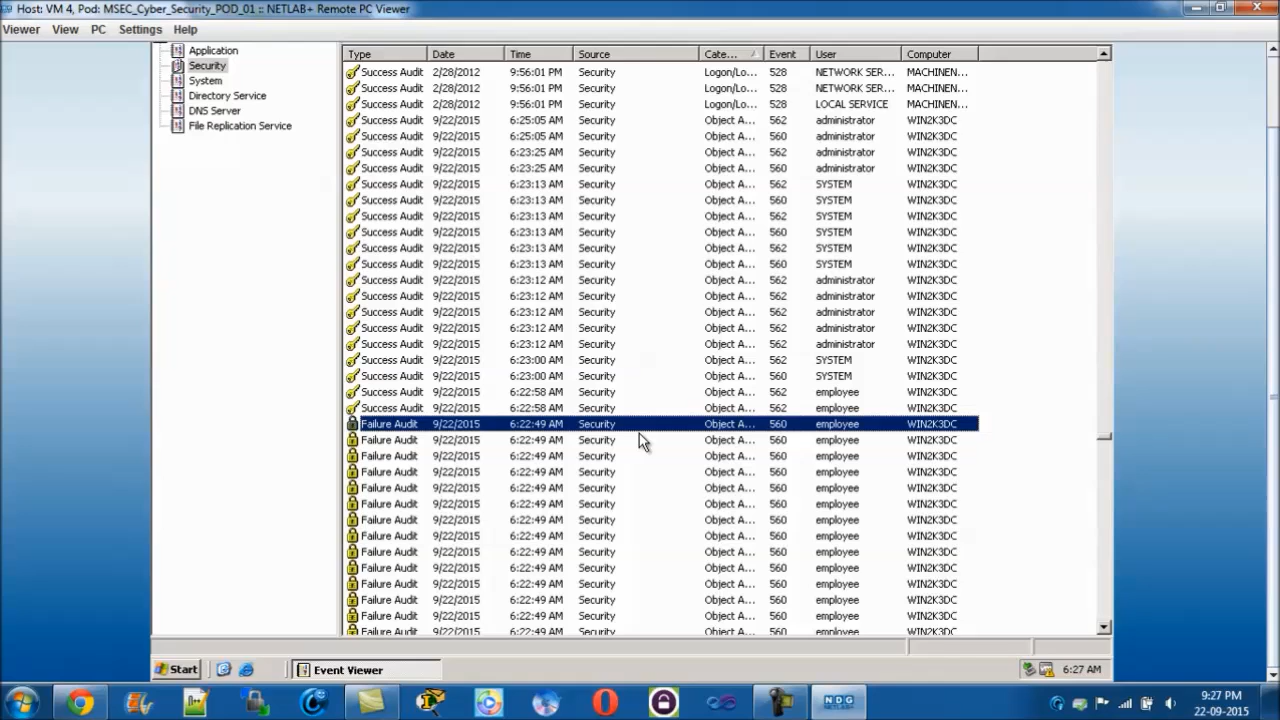 Host: VM 4, Pod: MSEC_Cyber_Security_POD_01 :: NETLAB+ Remote PC Viewer
Viewer View PC Settings Help
Application
Security
System
Directory Service
DNS Server
File Replication Service
Type Date Time Source Cate... Event User Computer
Success Audit 2/28/2012 9:56:01 PM Security Logon/Lo... 528 NETWORK SER... MACHINEN...
Success Audit 2/28/2012 9:56:01 PM Security Logon/Lo... 528 NETWORK SER... MACHINEN...
Success Audit 2/28/2012 9:56:01 PM Security Logon/Lo... 528 LOCAL SERVICE MACHINEN...
Success Audit 9/22/2015 6:25:05 AM Security Object A... 562 administrator WIN2K3DC
Success Audit 9/22/2015 6:25:05 AM Security Object A... 560 administrator WIN2K3DC
Success Audit 9/22/2015 6:23:25 AM Security Object A... 562 administrator WIN2K3DC
Success Audit 9/22/2015 6:23:25 AM Security Object A... 560 administrator WIN2K3DC
Success Audit 9/22/2015 6:23:13 AM Security Object A... 562 SYSTEM WIN2K3DC
Success Audit 9/22/2015 6:23:13 AM Security Object A... 560 SYSTEM WIN2K3DC
Success Audit 9/22/2015 6:23:13 AM Security Object A... 562 SYSTEM WIN2K3DC
Success Audit 9/22/2015 6:23:13 AM Security Object A... 560 SYSTEM WIN2K3DC
Success Audit 9/22/2015 6:23:13 AM Security Object A... 562 SYSTEM WIN2K3DC
Success Audit 9/22/2015 6:23:13 AM Security Object A... 560 SYSTEM WIN2K3DC
Success Audit 9/22/2015 6:23:12 AM Security Object A... 562 administrator WIN2K3DC
Success Audit 9/22/2015 6:23:12 AM Security Object A... 562 administrator WIN2K3DC
Success Audit 9/22/2015 6:23:12 AM Security Object A... 562 administrator WIN2K3DC
Success Audit 9/22/2015 6:23:12 AM Security Object A... 560 administrator WIN2K3DC
Success Audit 9/22/2015 6:23:12 AM Security Object A... 562 administrator WIN2K3DC
Success Audit 9/22/2015 6:23:00 AM Security Object A... 562 SYSTEM WIN2K3DC
Success Audit 9/22/2015 6:23:00 AM Security Object A... 560 SYSTEM WIN2K3DC
Success Audit 9/22/2015 6:22:58 AM Security Object A... 562 employee WIN2K3DC
Success Audit 9/22/2015 6:22:58 AM Security Object A... 562 employee WIN2K3DC
Failure Audit 9/22/2015 6:22:49 AM Security Object A... 560 employee WIN2K3DC
Failure Audit 9/22/2015 6:22:49 AM Security Object A... 560 employee WIN2K3DC
Failure Audit 9/22/2015 6:22:49 AM Security Object A... 560 employee WIN2K3DC
Failure Audit 9/22/2015 6:22:49 AM Security Object A... 560 employee WIN2K3DC
Failure Audit 9/22/2015 6:22:49 AM Security Object A... 560 employee WIN2K3DC
Failure Audit 9/22/2015 6:22:49 AM Security Object A... 560 employee WIN2K3DC
Failure Audit 9/22/2015 6:22:49 AM Security Object A... 560 employee WIN2K3DC
Failure Audit 9/22/2015 6:22:49 AM Security Object A... 560 employee WIN2K3DC
Failure Audit 9/22/2015 6:22:49 AM Security Object A... 560 employee WIN2K3DC
Failure Audit 9/22/2015 6:22:49 AM Security Object A... 560 employee WIN2K3DC
Failure Audit 9/22/2015 6:22:49 AM Security Object A... 560 employee WIN2K3DC
Failure Audit 9/22/2015 6:22:49 AM Security Object A... 560 employee WIN2K3DC
Failure Audit 9/22/2015 6:22:49 AM Security Object A... 560 employee WIN2K3DC
Failure Audit 9/22/2015 6:22:49 AM Security Object A... 560 employee WIN2K3DC
Start Event Viewer 6:27 AM
NDG
NETLAB+
9:27 PM
22-09-2015